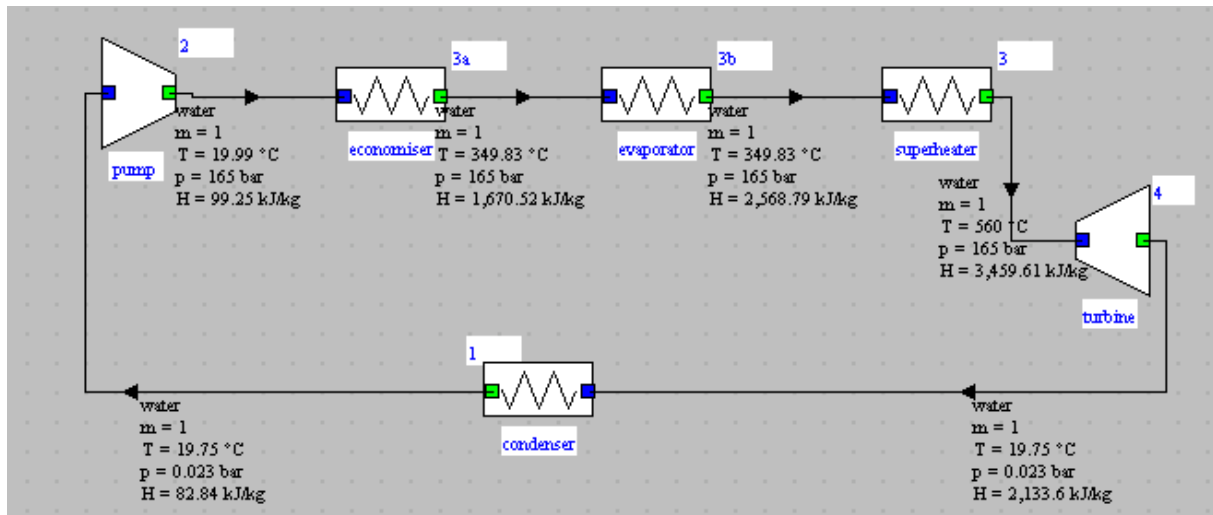 2
3a
3b
3
water
m = 1
T = 19.99 °C
p = 165 bar
H = 99.25 kJ/kg
water
m = 1
T = 349.83 °C
p = 165 bar
H = 1,670.52 kJ/kg
water
m = 1
T = 349.83 °C
p = 165 bar
H = 2,568.79 kJ/kg
pump
economiser
evaporator
superheater
water
m = 1
T = 560 °C
p = 165 bar
H = 3,459.61 kJ/kg
4
turbine
1
condenser
water
m = 1
T = 19.75 °C
p = 0.023 bar
H = 82.84 kJ/kg
water
m = 1
T = 19.75 °C
p = 0.023 bar
H = 2,133.6 kJ/kg